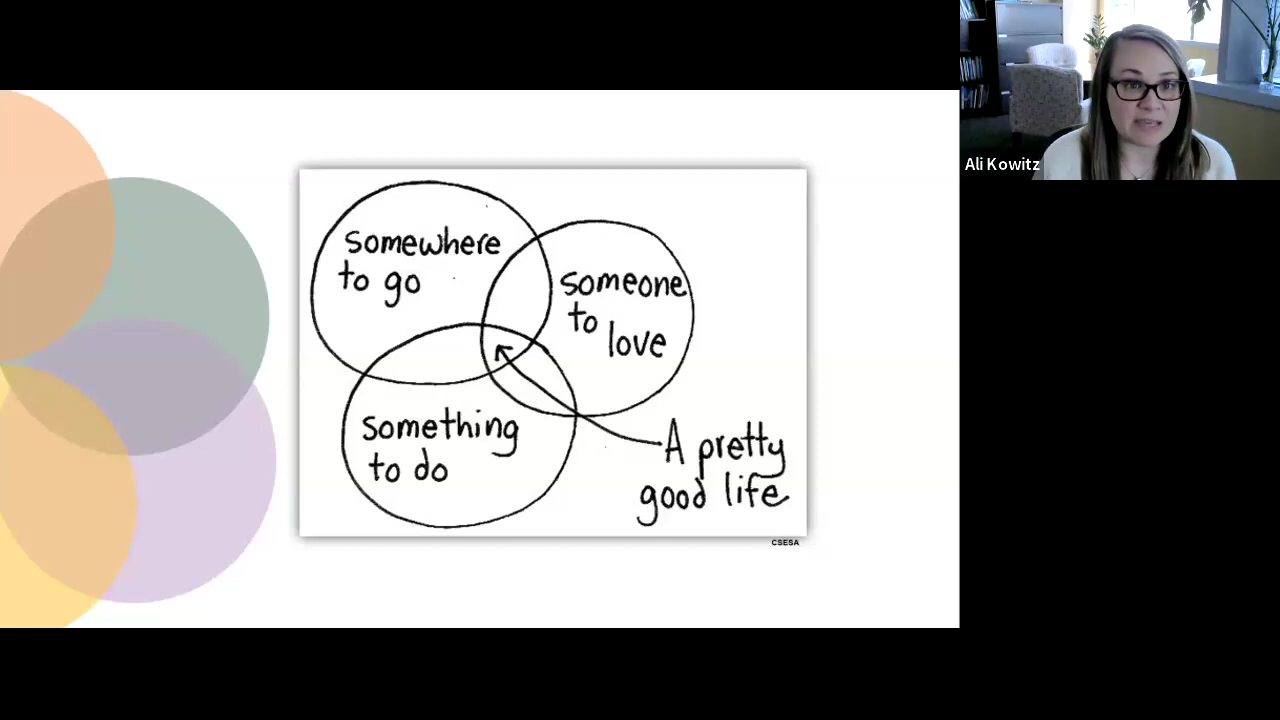 somewhere
to go
someone
to
love
something
to do
A pretty
good life
CSESA
Ali Kowitz